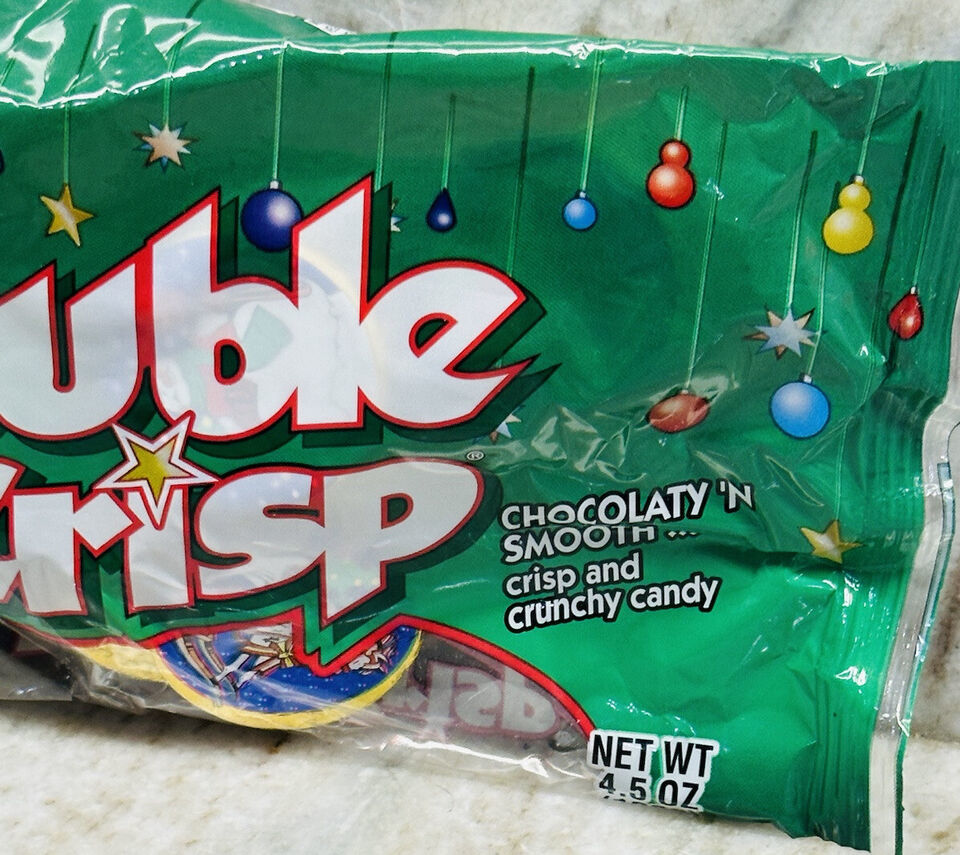 uble
risp®
CHOCOLATY 'N
SMOOTH ...
crisp and
crunchy candy
NET WT
4.5 OZ